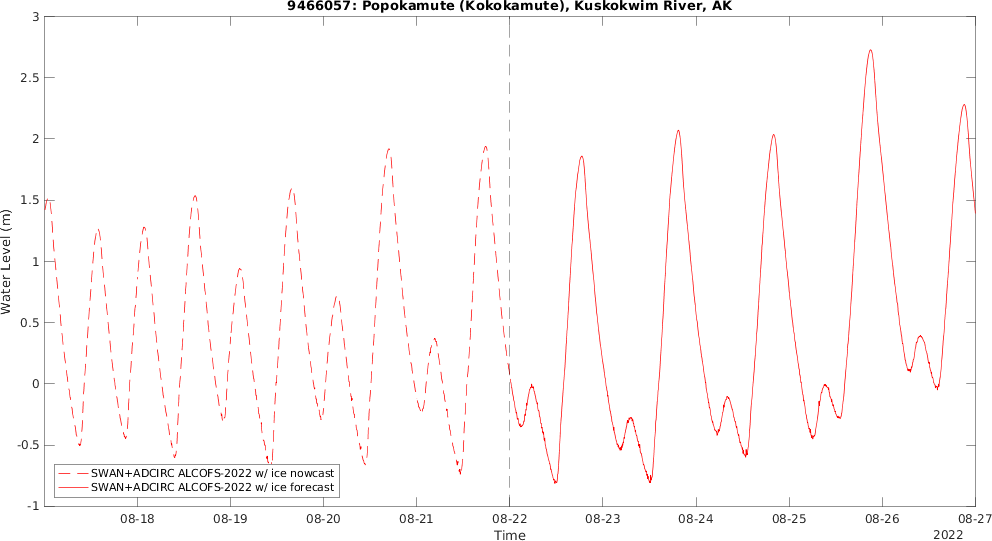 9466057: Popokamute (Kokokamute), Kuskokwim River, AK
3
2.5
2
1.5
1
0.5
0
-0.5
-1
Water Level (m)
SWAN+ADCIRC ALCOFS-2022 w/ ice nowcast
SWAN+ADCIRC ALCOFS-2022 w/ ice forecast
08-18 08-19 08-20 08-21 08-22 08-23 08-24 08-25 08-26 08-27
Time
2022